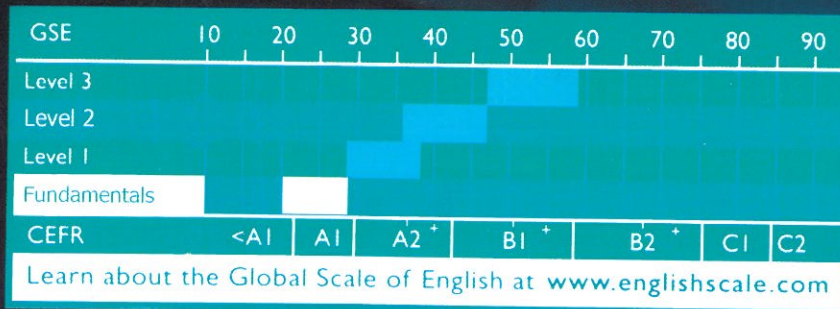 GSE 10 20 30 40 50 60 70 80 90
Level 3
Level 2
Level 1
Fundamentals
CEFR <A1 A1 A2 + B1 + B2 + C1 C2
Learn about the Global Scale of English at www.englishscale.com